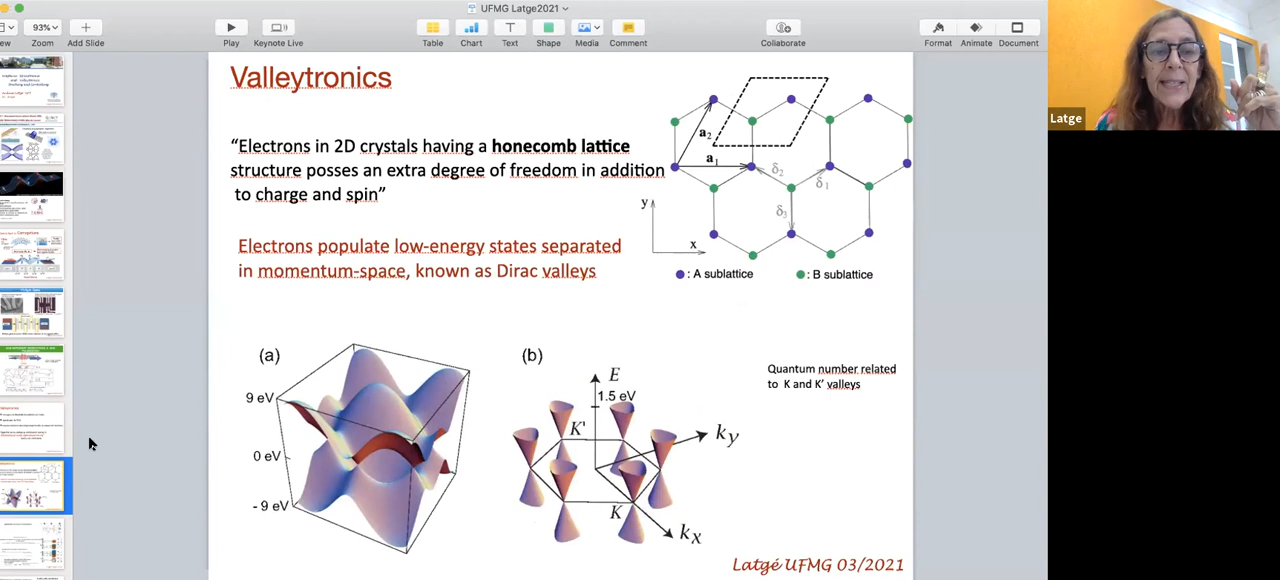 UFMG Latge2021
93%
Zoom
Add Slide
Play
Keynote Live
Table
Chart
Text
Shape
Media
Comment
Collaborate
Format
Animate
Document
Valleytronics
"Electrons in 2D crystals having a honecomb lattice
structure posses an extra degree of freedom in addition
to charge and spin"
Electrons populate low-energy states separated
in momentum-space, known as Dirac valleys
a₂
a₁
δ₂
δ₁
δ₃
y
x
: A sublattice
: B sublattice
(a)
9 eV
0 eV
- 9 eV
(b)
E
1.5 eV
K'
ky
K
kx
Quantum number related
to K and K' valleys
Latgé UFMG 03/2021
Latge